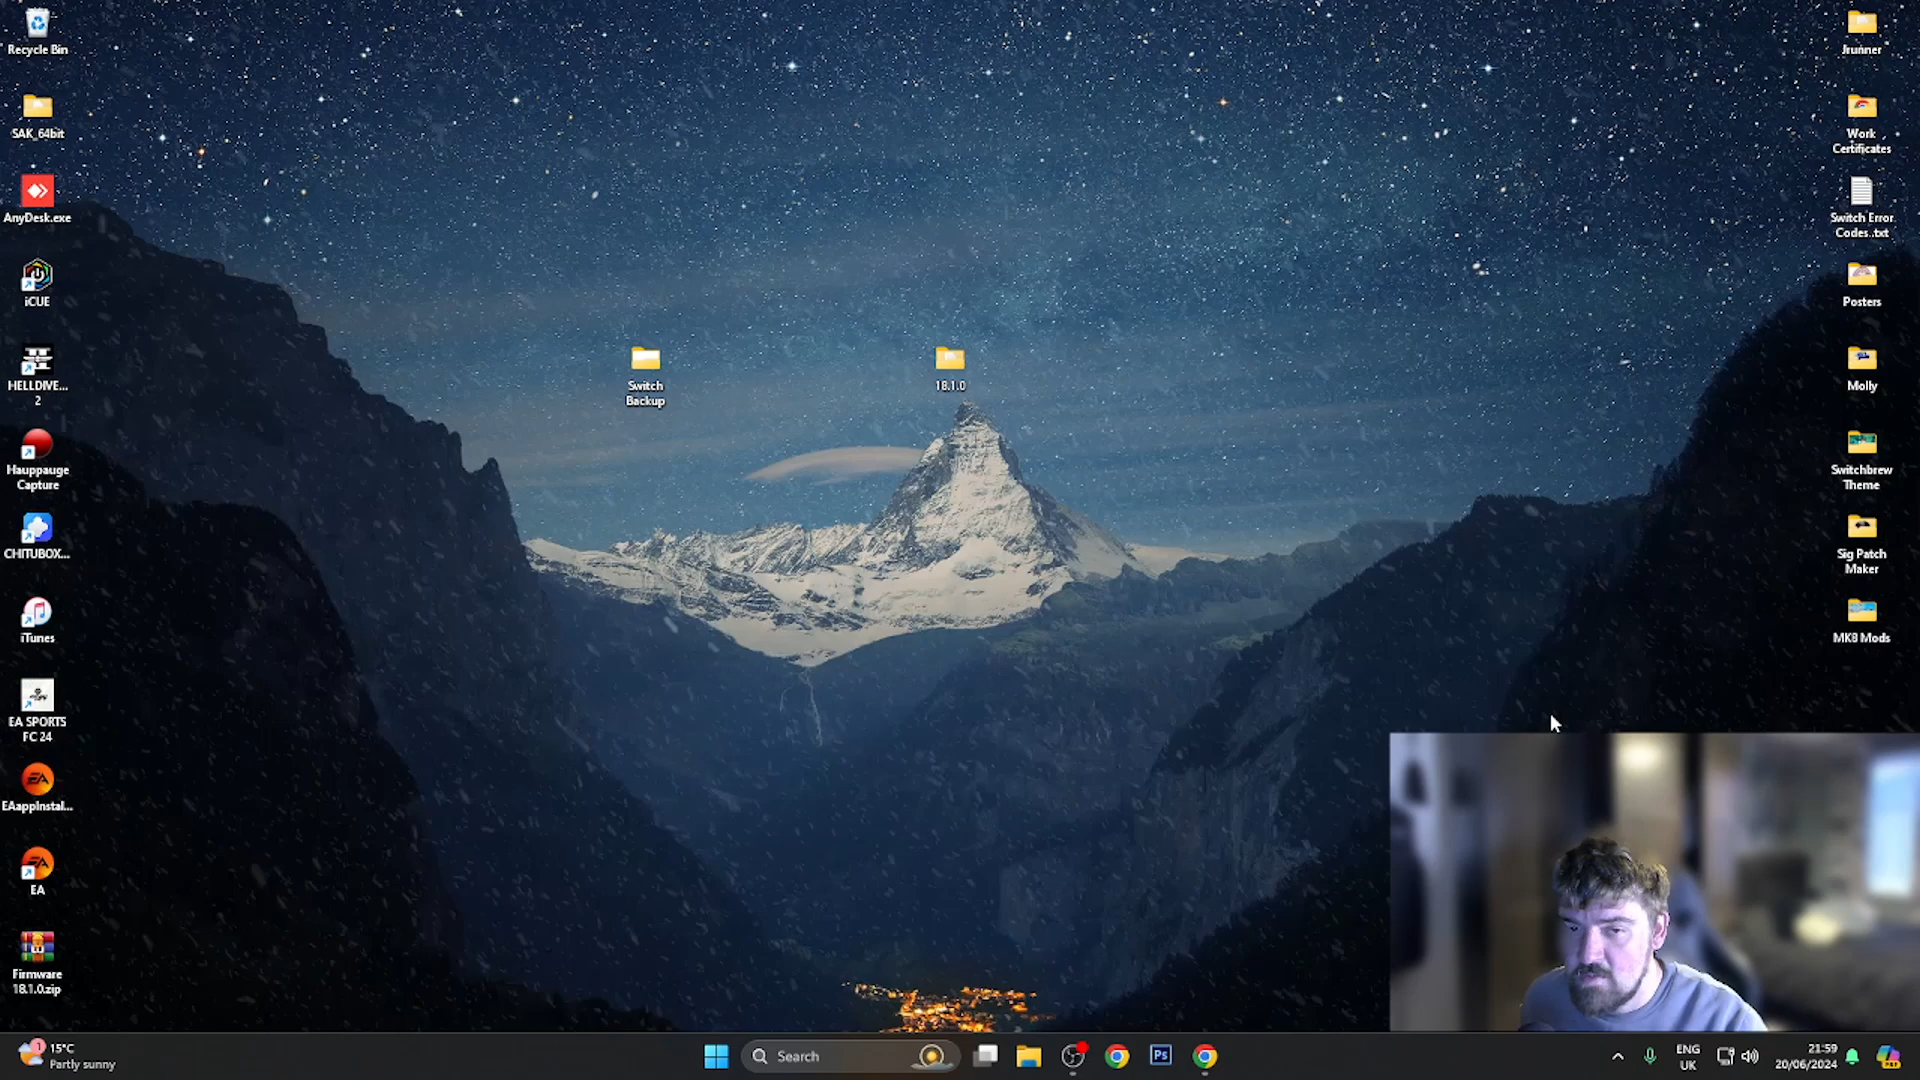 Recycle Bin
SAK_64bit
AnyDesk.exe
iCUE
HELLDIVE...
2
Hauppauge
Capture
CHITUBOX...
iTunes
EA SPORTS
FC 24
EAappInstal...
EA
Firmware
18.1.0.zip
Switch
Backup
18.1.0
Jrunner
Work
Certificates
Switch Error
Codes..txt
Posters
Molly
Switchbrew
Theme
Sig Patch
Maker
MK8 Mods
1
15°C
Partly sunny
Search
Ps
ENG
UK
21:59
20/06/2024